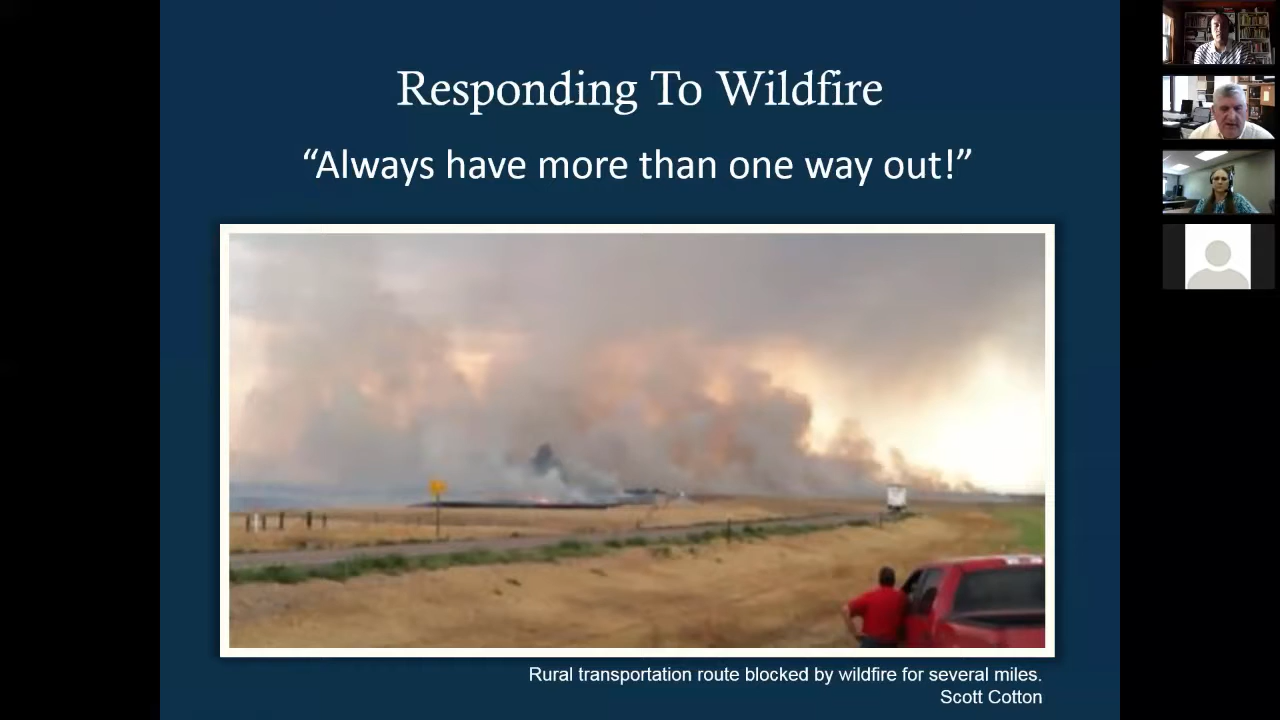 Responding To Wildfire
“Always have more than one way out!”
Rural transportation route blocked by wildfire for several miles.
Scott Cotton